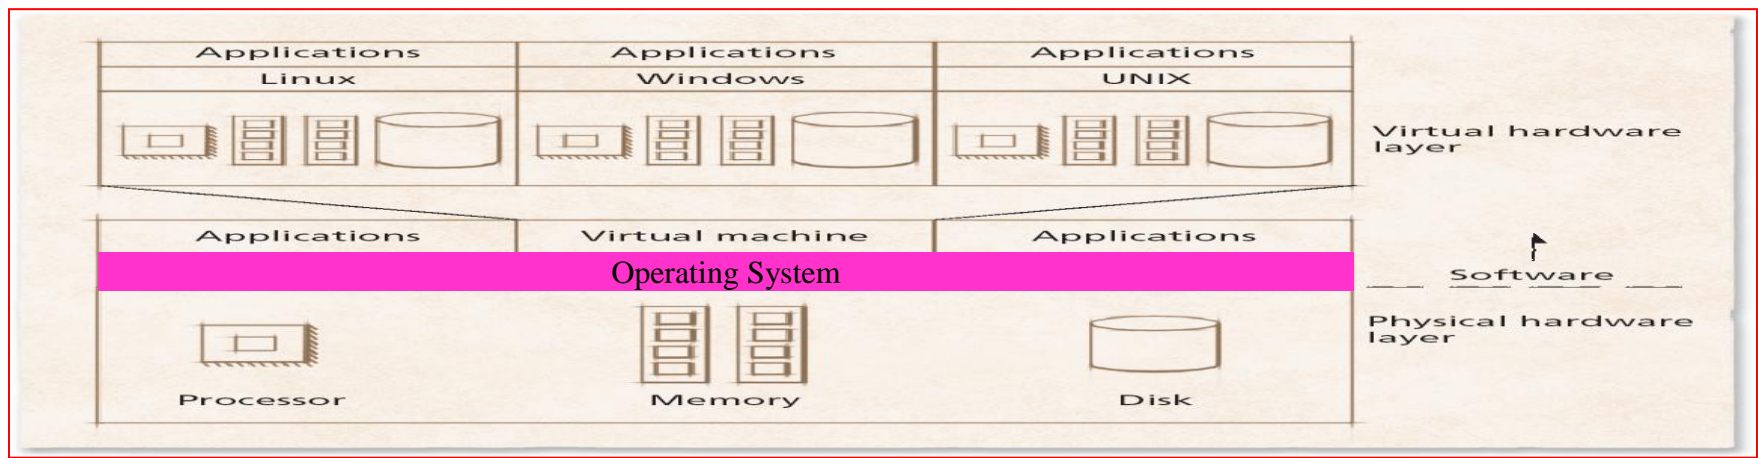 Applications
Applications
Applications
Linux
Windows
UNIX
Virtual hardware
layer
Applications
Virtual machine
Applications
Operating System
Software
Physical hardware
layer
Processor
Memory
Disk